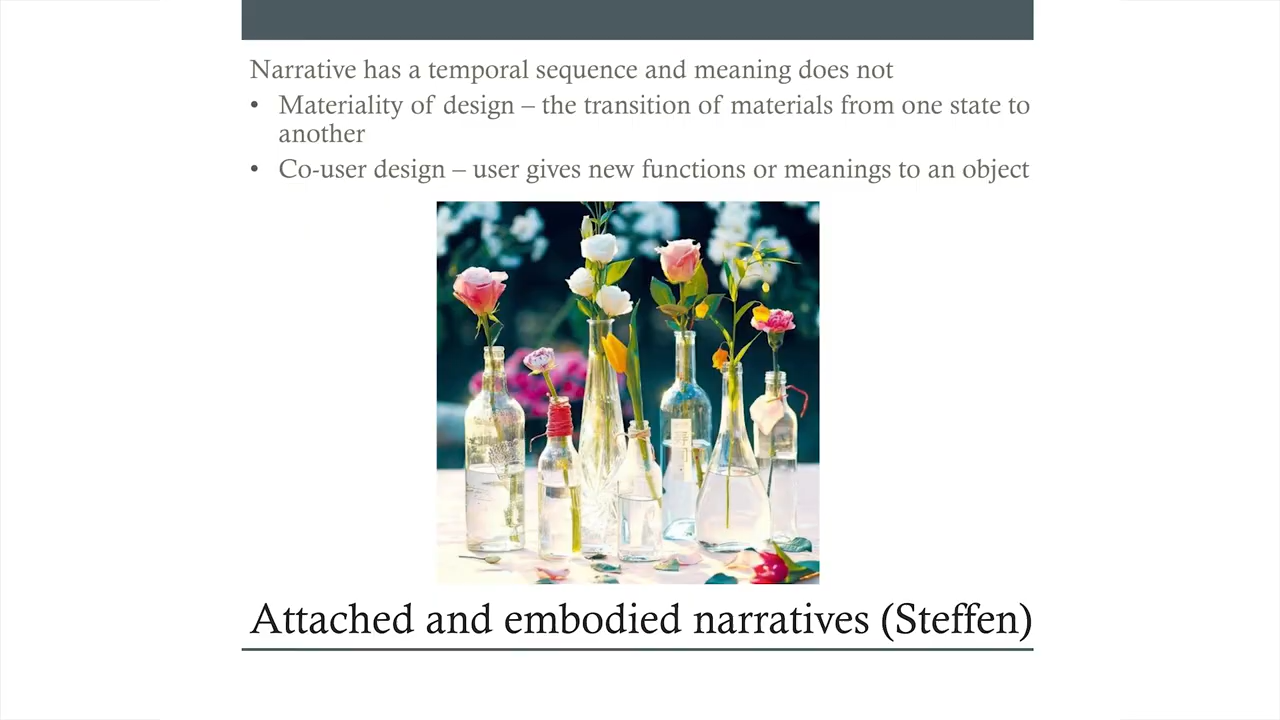 Narrative has a temporal sequence and meaning does not
• Materiality of design – the transition of materials from one state to
another
• Co-user design – user gives new functions or meanings to an object
Attached and embodied narratives (Steffen)